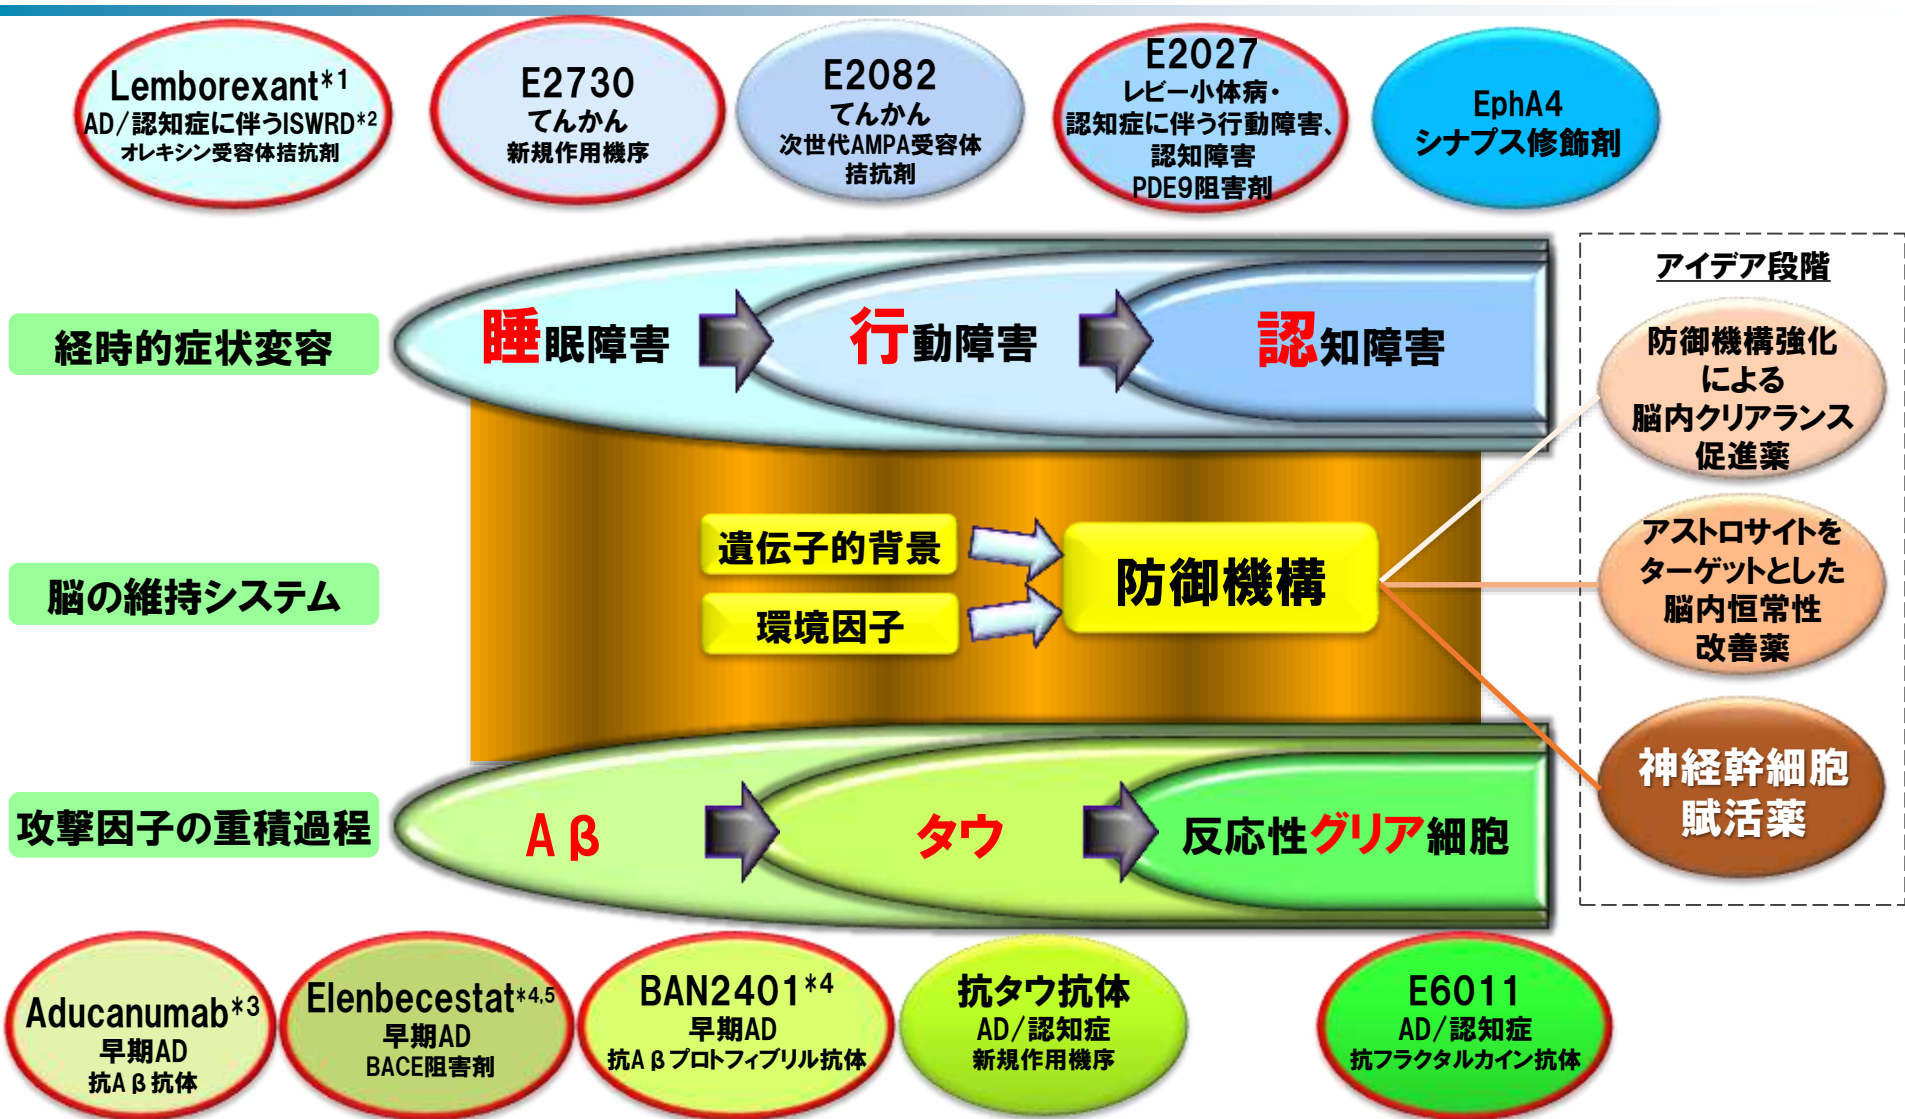 Lemborexant*1
AD/認知症に伴うISWRD*2
オレキシン受容体拮抗剤
E2730
てんかん
新規作用機序
E2082
てんかん
次世代AMPA受容体
拮抗剤
E2027
レビー小体病・
認知症に伴う行動障害、
認知障害
PDE9阻害剤
EphA4
シナプス修飾剤
経時的症状変容
睡眠障害
行動障害
認知障害
アイデア段階
防御機構強化
による
脳内クリアランス
促進薬
脳の維持システム
遺伝子的背景
環境因子
防御機構
アストロサイトを
ターゲットとした
脳内恒常性
改善薬
神経幹細胞
賦活薬
攻撃因子の重積過程
Aβ
タウ
反応性グリア細胞
Aducanumab*3
早期AD
抗Aβ抗体
Elenbecestat*4,5
早期AD
BACE阻害剤
BAN2401*4
早期AD
抗Aβプロトフィブリル抗体
抗タウ抗体
AD/認知症
新規作用機序
E6011
AD/認知症
抗フラクタルカイン抗体